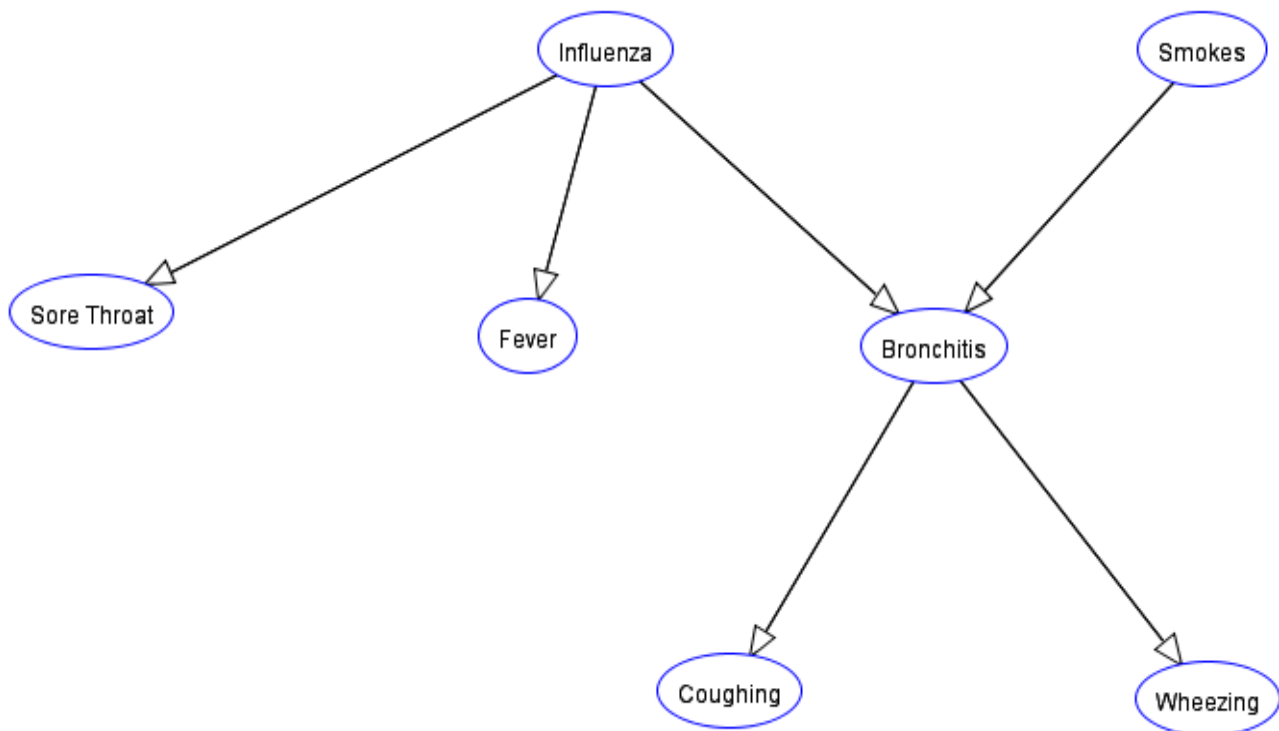 Influenza
Smokes
Sore Throat
Fever
Bronchitis
Coughing
Wheezing